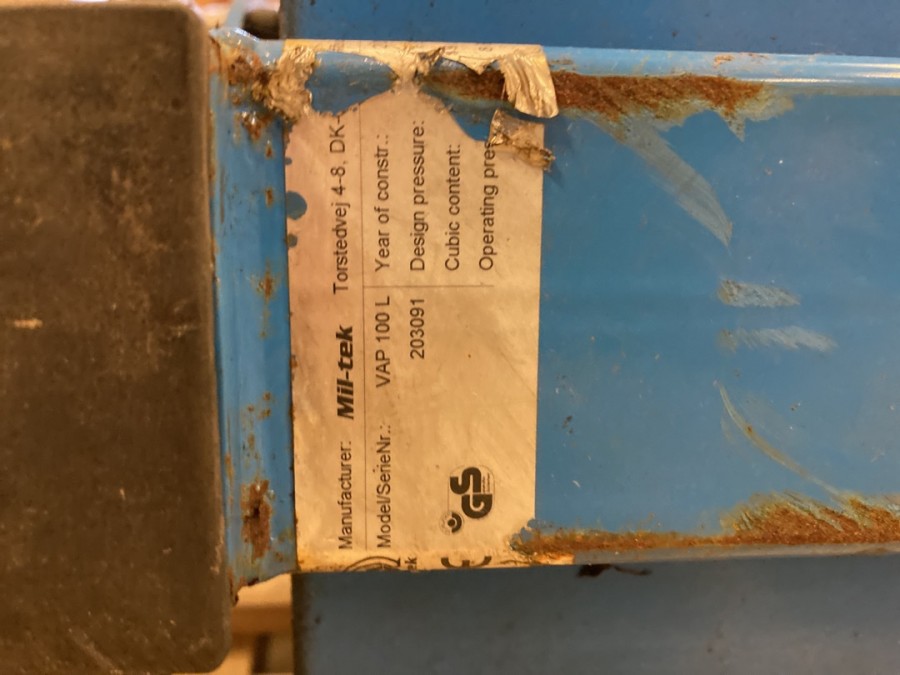 Manufacturer: Mil-tek Torstedvej 4-8, DK-
Model/SerieNr.: VAP 100 L Year of constr.:
203091 Design pressure:
Cubic content:
Operating pres
GS